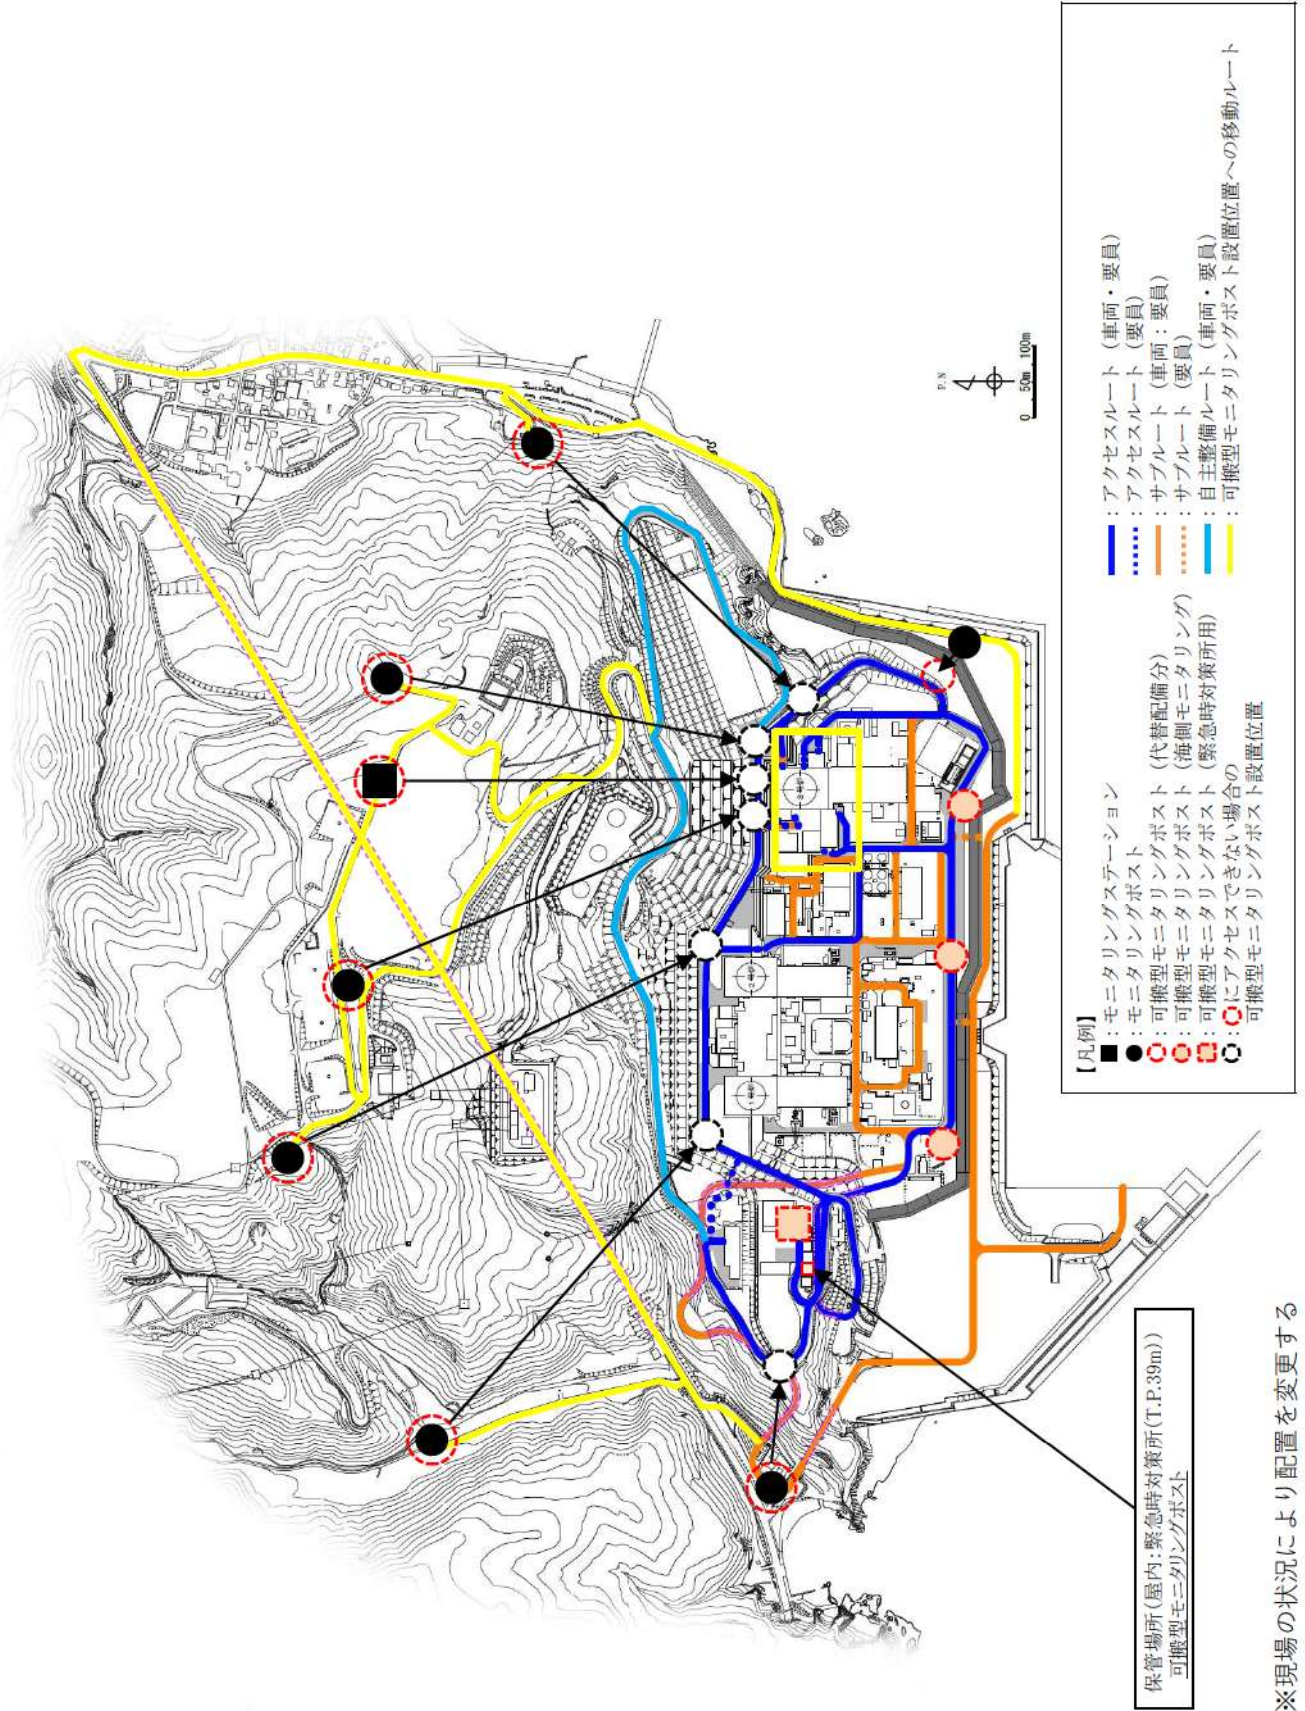 P.N
0 50m 100m
【凡例】
■：モニタリングステーション
●：モニタリングポスト
：可搬型モニタリングポスト（代替配備分）
：可搬型モニタリングポスト（海側モニタリング）
：可搬型モニタリングポスト（緊急時対策所用）
：にアクセスできない場合の
可搬型モニタリングポスト設置位置
：アクセスルート（車両・要員）
：アクセスルート（要員）
：サブルート（車両：要員）
：サブルート（要員）
：自主整備ルート（車両・要員）
：可搬型モニタリングポスト設置位置への移動ルート
保管場所（屋内：緊急時対策所(T.P.39m)）
可搬型モニタリングポスト
※現場の状況により配置を変更する